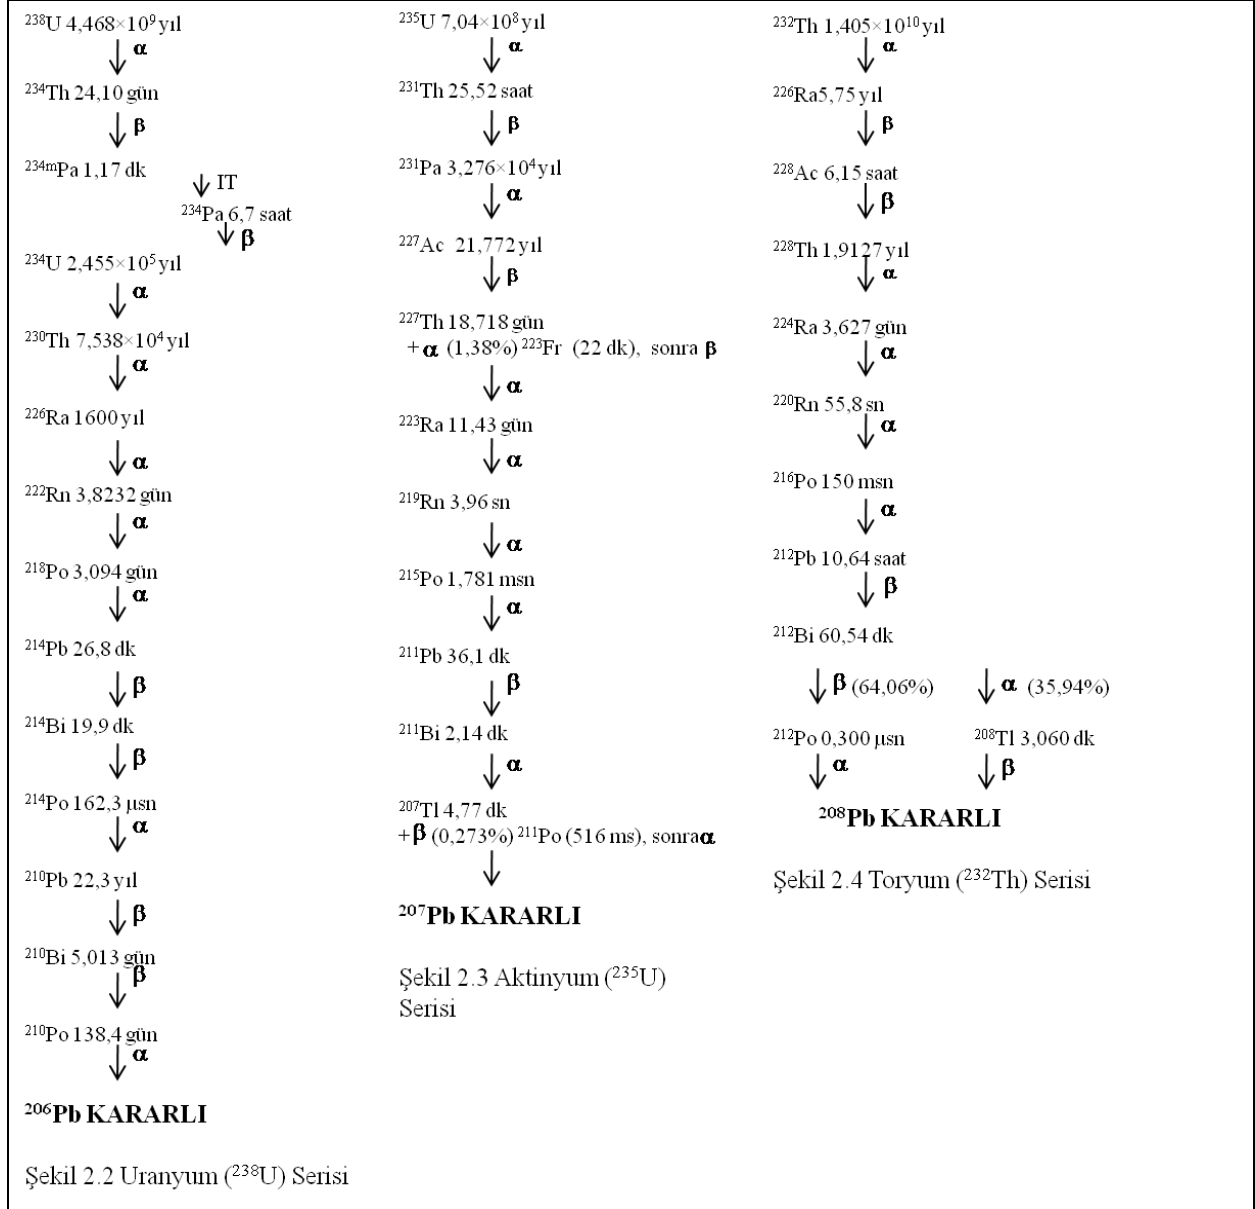 ²³⁸U 4,468×10⁹ yıl
α
²³⁴Th 24,10 gün
β
²³⁴ᵐPa 1,17 dk
IT
²³⁴Pa 6,7 saat
β
²³⁴U 2,455×10⁵ yıl
α
²³⁰Th 7,538×10⁴ yıl
α
²²⁶Ra 1600 yıl
α
²²²Rn 3,8232 gün
α
²¹⁸Po 3,094 gün
α
²¹⁴Pb 26,8 dk
β
²¹⁴Bi 19,9 dk
β
²¹⁴Po 162,3 µsn
α
²¹⁰Pb 22,3 yıl
β
²¹⁰Bi 5,013 gün
β
²¹⁰Po 138,4 gün
α
²⁰⁶Pb KARARLI
Şekil 2.2 Uranyum (²³⁸U) Serisi
²³⁵U 7,04×10⁸ yıl
α
²³¹Th 25,52 saat
β
²³¹Pa 3,276×10⁴ yıl
α
²²⁷Ac 21,772 yıl
β
²²⁷Th 18,718 gün
+ α (1,38%) ²²³Fr (22 dk), sonra β
α
²²³Ra 11,43 gün
α
²¹⁹Rn 3,96 sn
α
²¹⁵Po 1,781 msn
α
²¹¹Pb 36,1 dk
β
²¹¹Bi 2,14 dk
α
²⁰⁷Tl 4,77 dk
+ β (0,273%) ²¹¹Po (516 ms), sonra α
²⁰⁷Pb KARARLI
Şekil 2.3 Aktinyum (²³⁵U)
Serisi
²³²Th 1,405×10¹⁰ yıl
α
²²⁶Ra5,75 yıl
β
²²⁸Ac 6,15 saat
β
²²⁸Th 1,9127 yıl
α
²²⁴Ra 3,627 gün
α
²²⁰Rn 55,8 sn
α
²¹⁶Po 150 msn
α
²¹²Pb 10,64 saat
β
²¹²Bi 60,54 dk
β (64,06%) α (35,94%)
²¹²Po 0,300 µsn ²⁰⁸Tl 3,060 dk
α β
²⁰⁸Pb KARARLI
Şekil 2.4 Toryum (²³²Th) Serisi